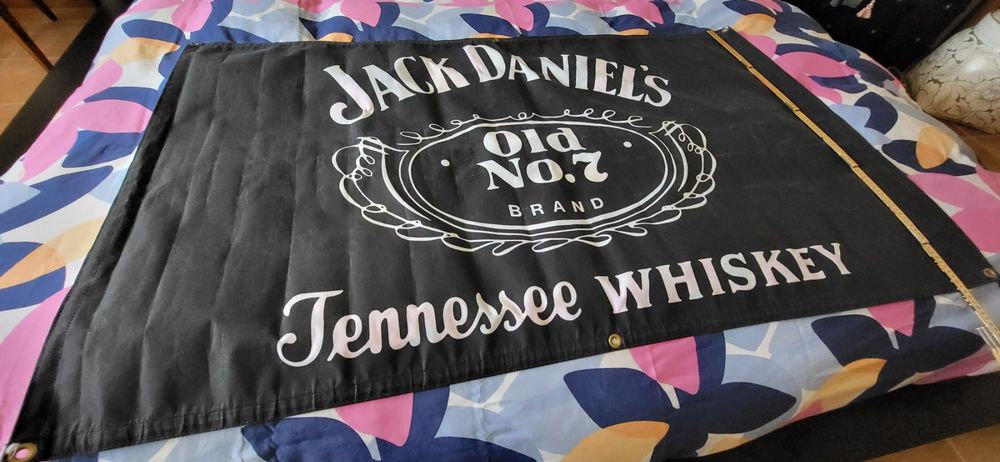 JACK DANIEL'S
Old
No.7
BRAND
Tennessee WHISKEY